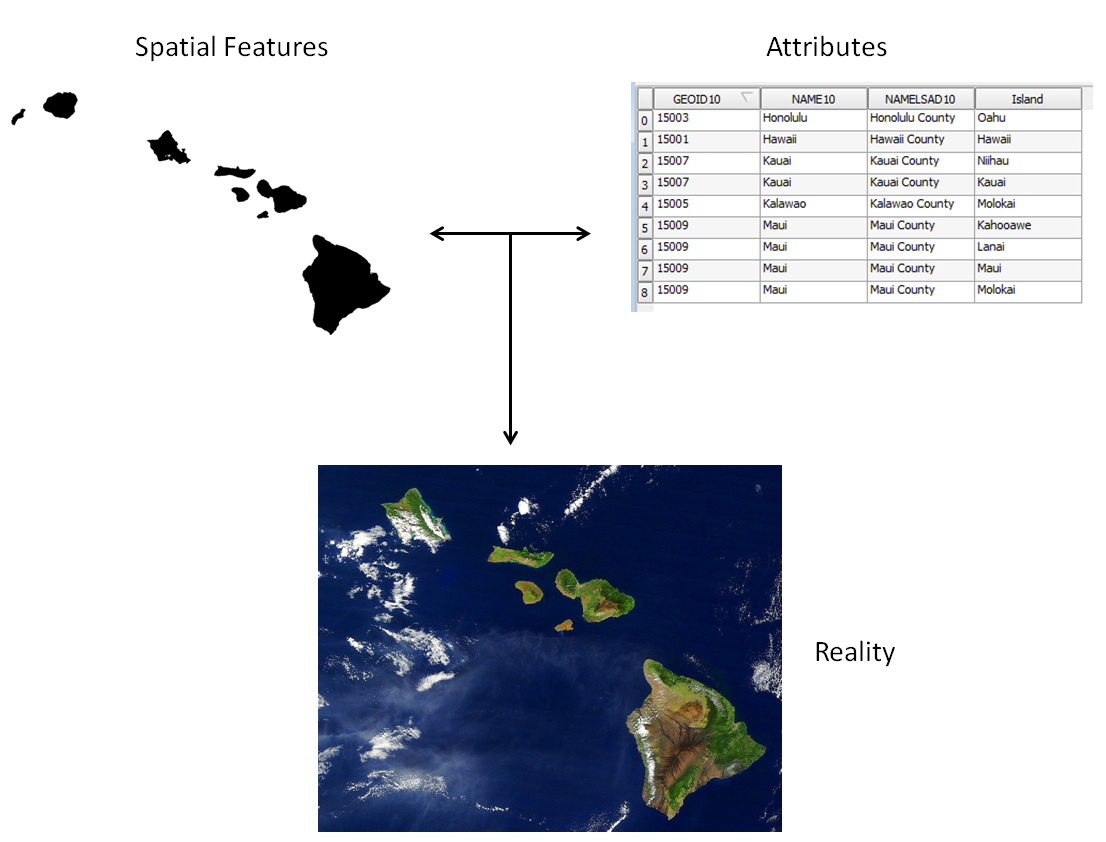 Spatial Features
Attributes
GEOID10 NAME10 NAMELSAD10 Island
0 15003 Honolulu Honolulu County Oahu
1 15001 Hawaii Hawaii County Hawaii
2 15007 Kauai Kauai County Niihau
3 15007 Kauai Kauai County Kauai
4 15005 Kalawao Kalawao County Molokai
5 15009 Maui Maui County Kahooawe
6 15009 Maui Maui County Lanai
7 15009 Maui Maui County Maui
8 15009 Maui Maui County Molokai
Reality